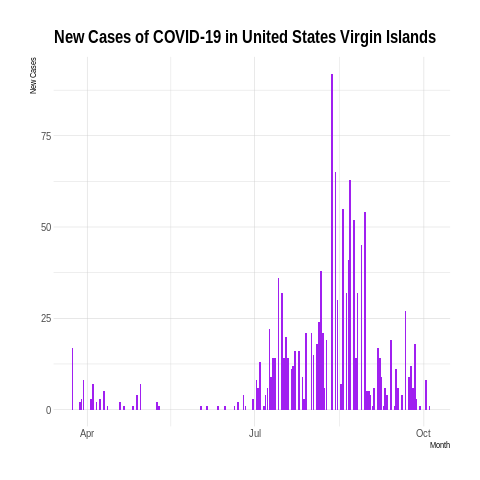 New Cases of COVID-19 in United States Virgin Islands
New Cases
75
50
25
0
Apr
Jul
Oct
Month